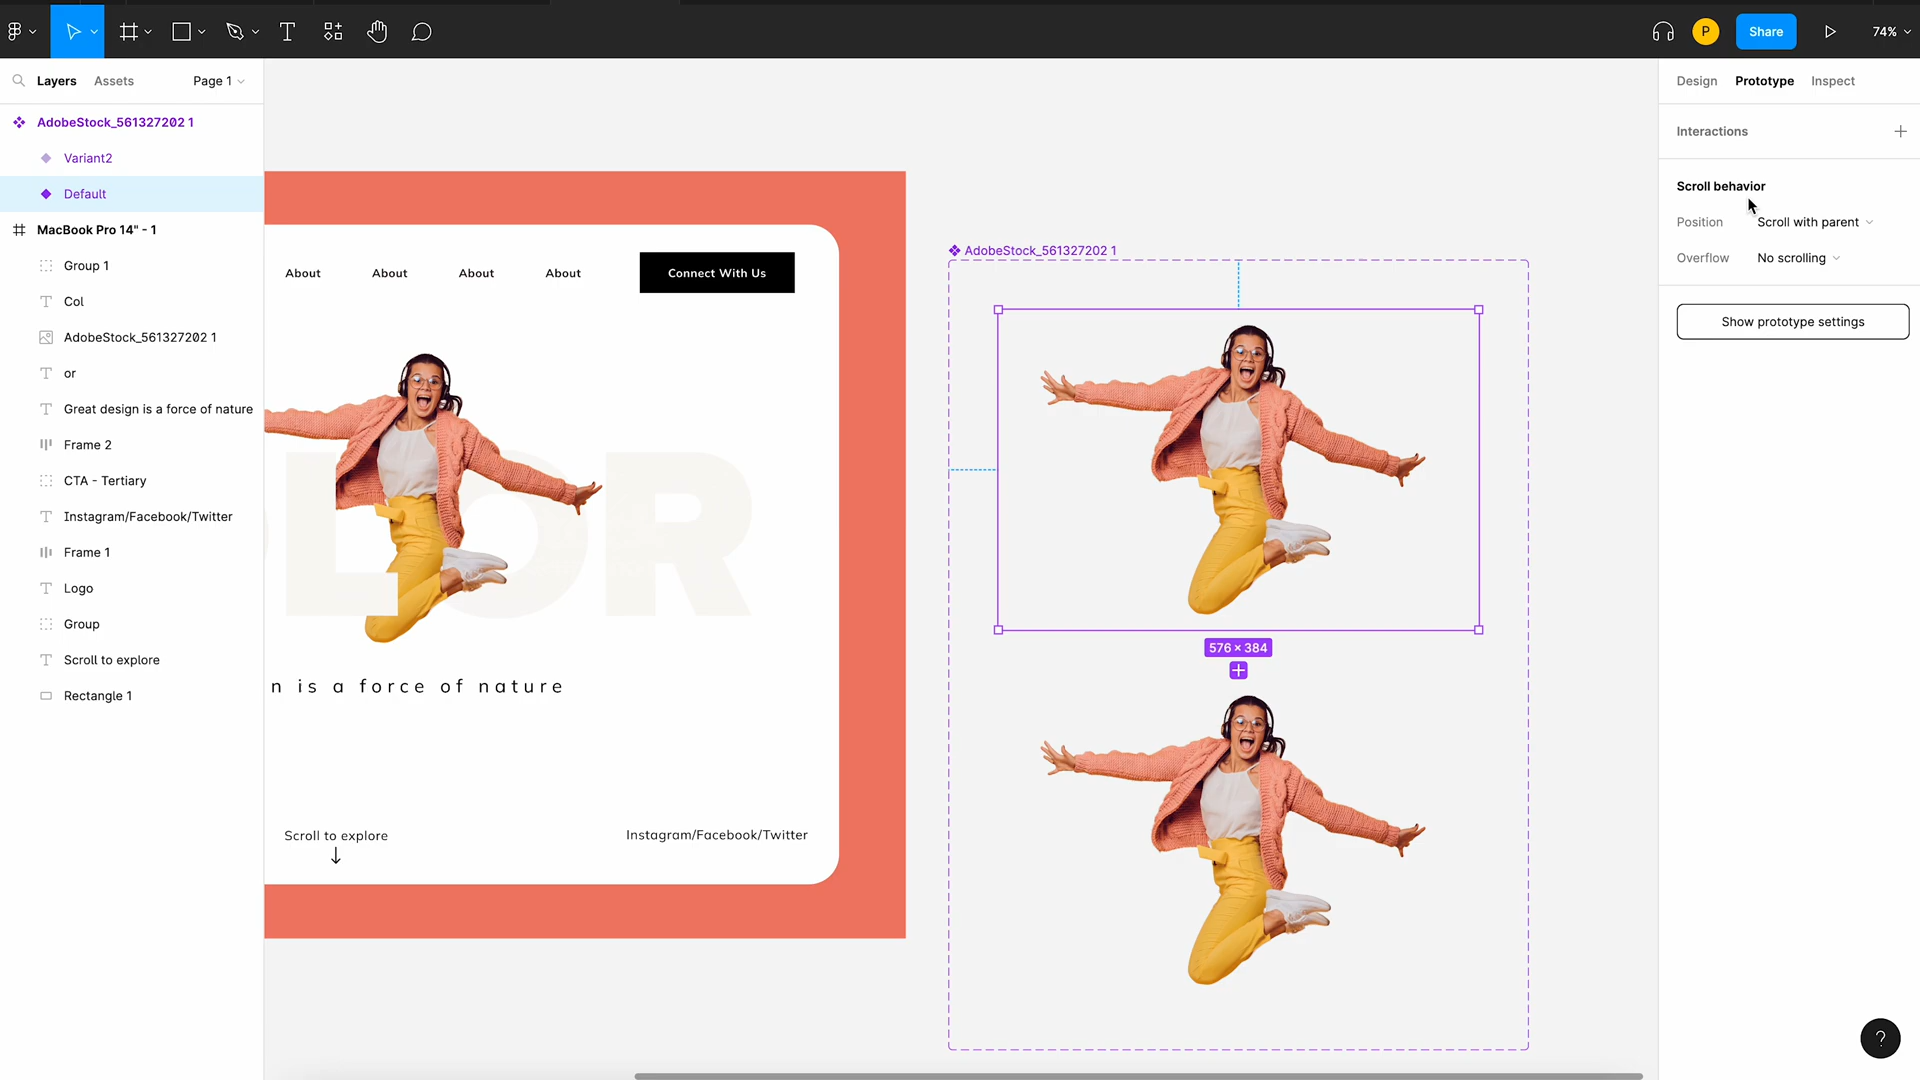 P
Share
74%
Layers
Assets
Page 1
Design
Prototype
Inspect
AdobeStock_561327202 1
Variant2
Default
MacBook Pro 14" - 1
Group 1
Col
AdobeStock_561327202 1
or
Great design is a force of nature
Frame 2
CTA - Tertiary
Instagram/Facebook/Twitter
Frame 1
Logo
Group
Scroll to explore
Rectangle 1
About
About
About
About
Connect With Us
LOR
n is a force of nature
Scroll to explore
Instagram/Facebook/Twitter
AdobeStock_561327202 1
576 × 384
Interactions
Scroll behavior
Position
Scroll with parent
Overflow
No scrolling
Show prototype settings
?